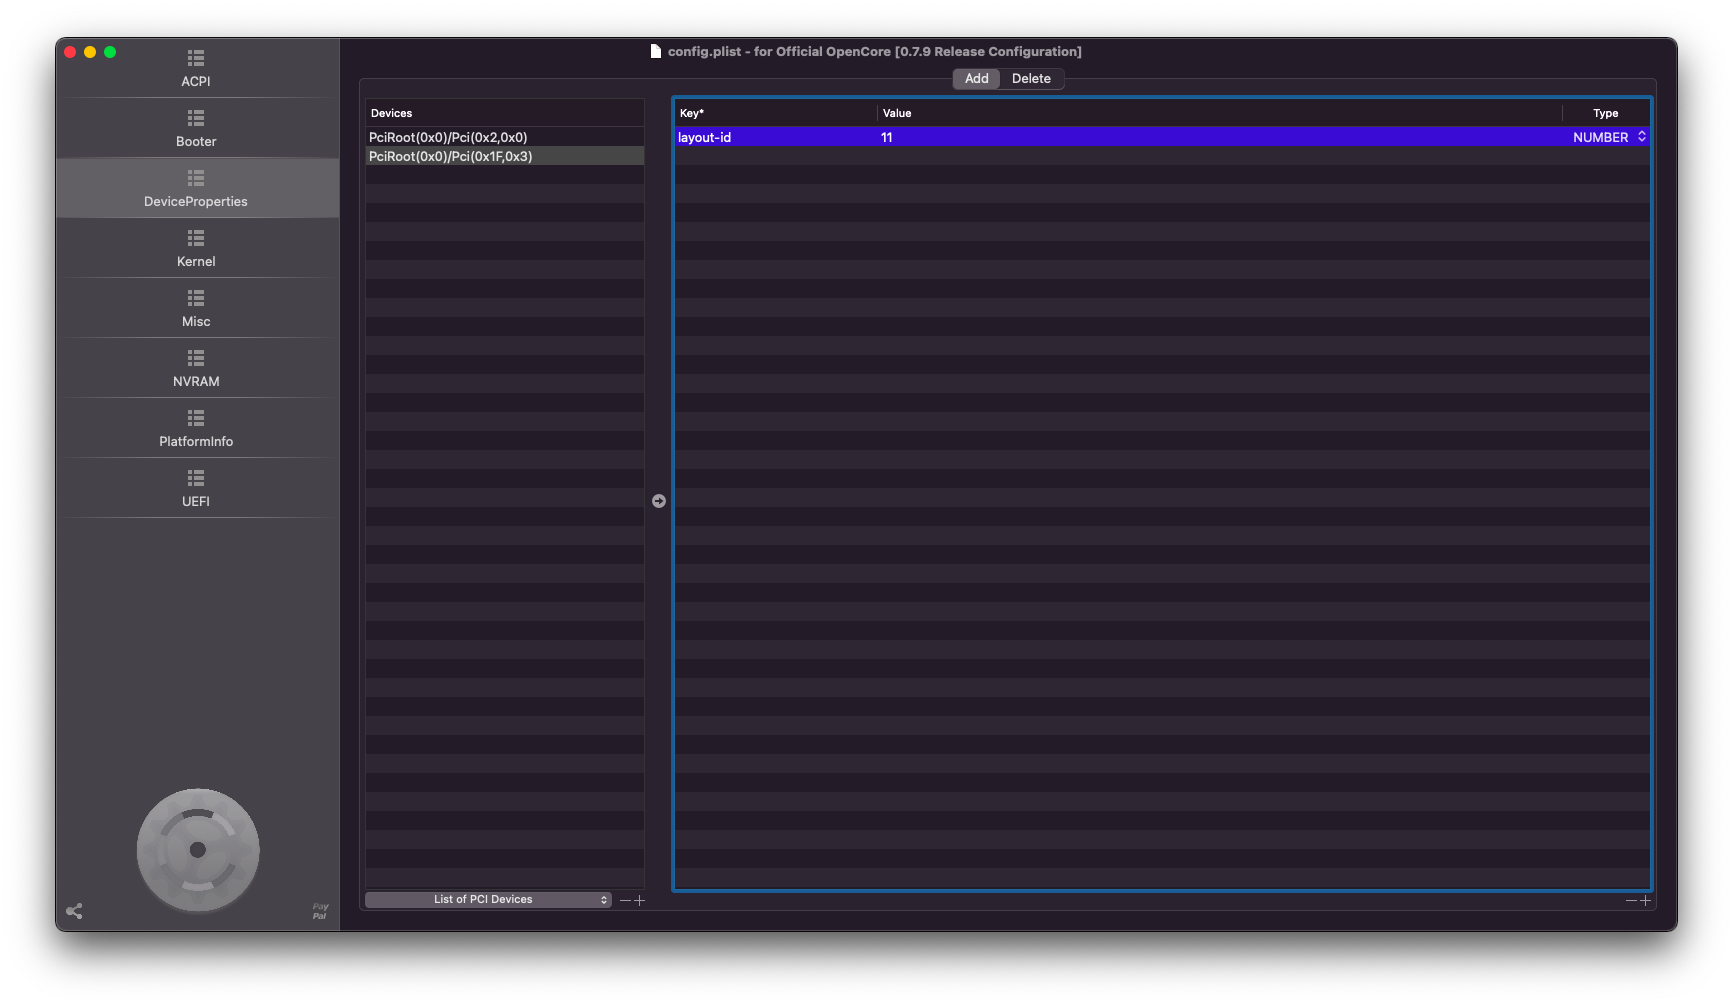 config.plist - for Official OpenCore [0.7.9 Release Configuration]
ACPI
Booter
DeviceProperties
Kernel
Misc
NVRAM
PlatformInfo
UEFI
Pay
Pal
Add Delete
Devices
PciRoot(0x0)/Pci(0x2,0x0)
PciRoot(0x0)/Pci(0x1F,0x3)
List of PCI Devices
Key* Value Type
layout-id 11 NUMBER